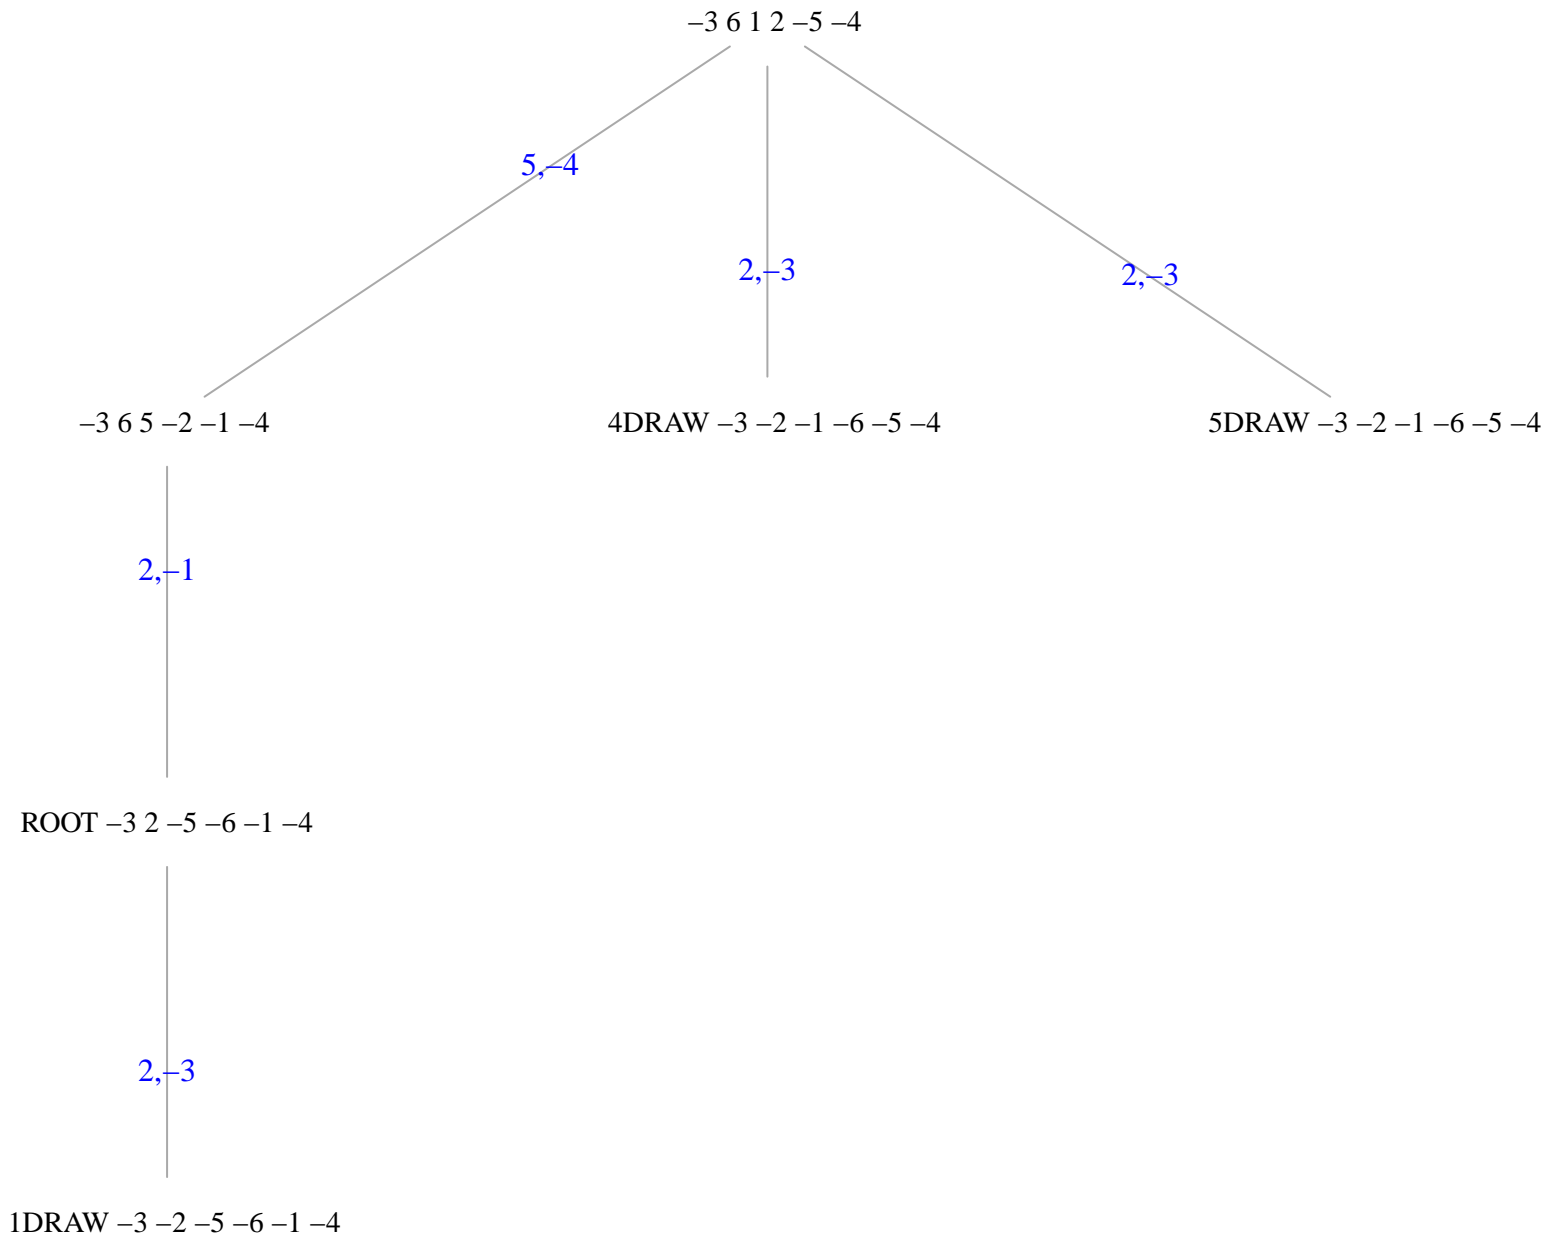 –3 6 1 2 –5 –4
5,–4
2,–3
2,–3
–3 6 5 –2 –1 –4
4DRAW –3 –2 –1 –6 –5 –4
5DRAW –3 –2 –1 –6 –5 –4
2,–1
ROOT –3 2 –5 –6 –1 –4
2,–3
1DRAW –3 –2 –5 –6 –1 –4